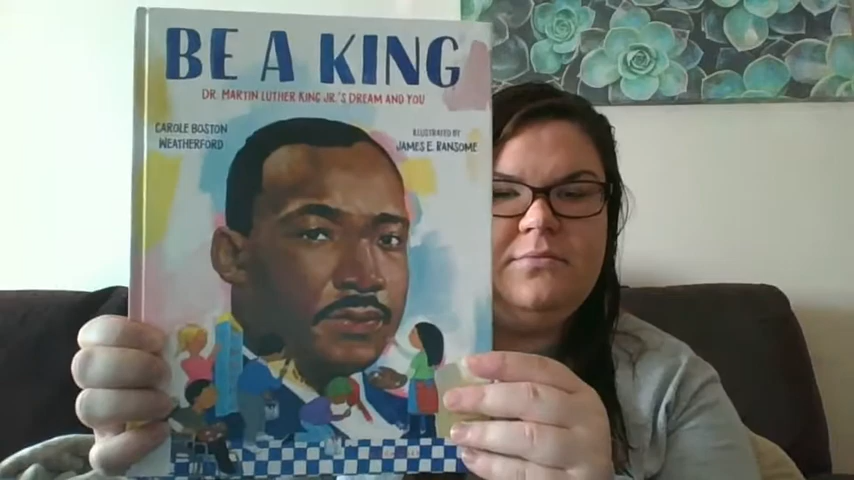 BE A KING
DR. MARTIN LUTHER KING JR.'S DREAM AND YOU
CAROLE BOSTON
WEATHERFORD
ILLUSTRATED BY
JAMES E. RANSOME